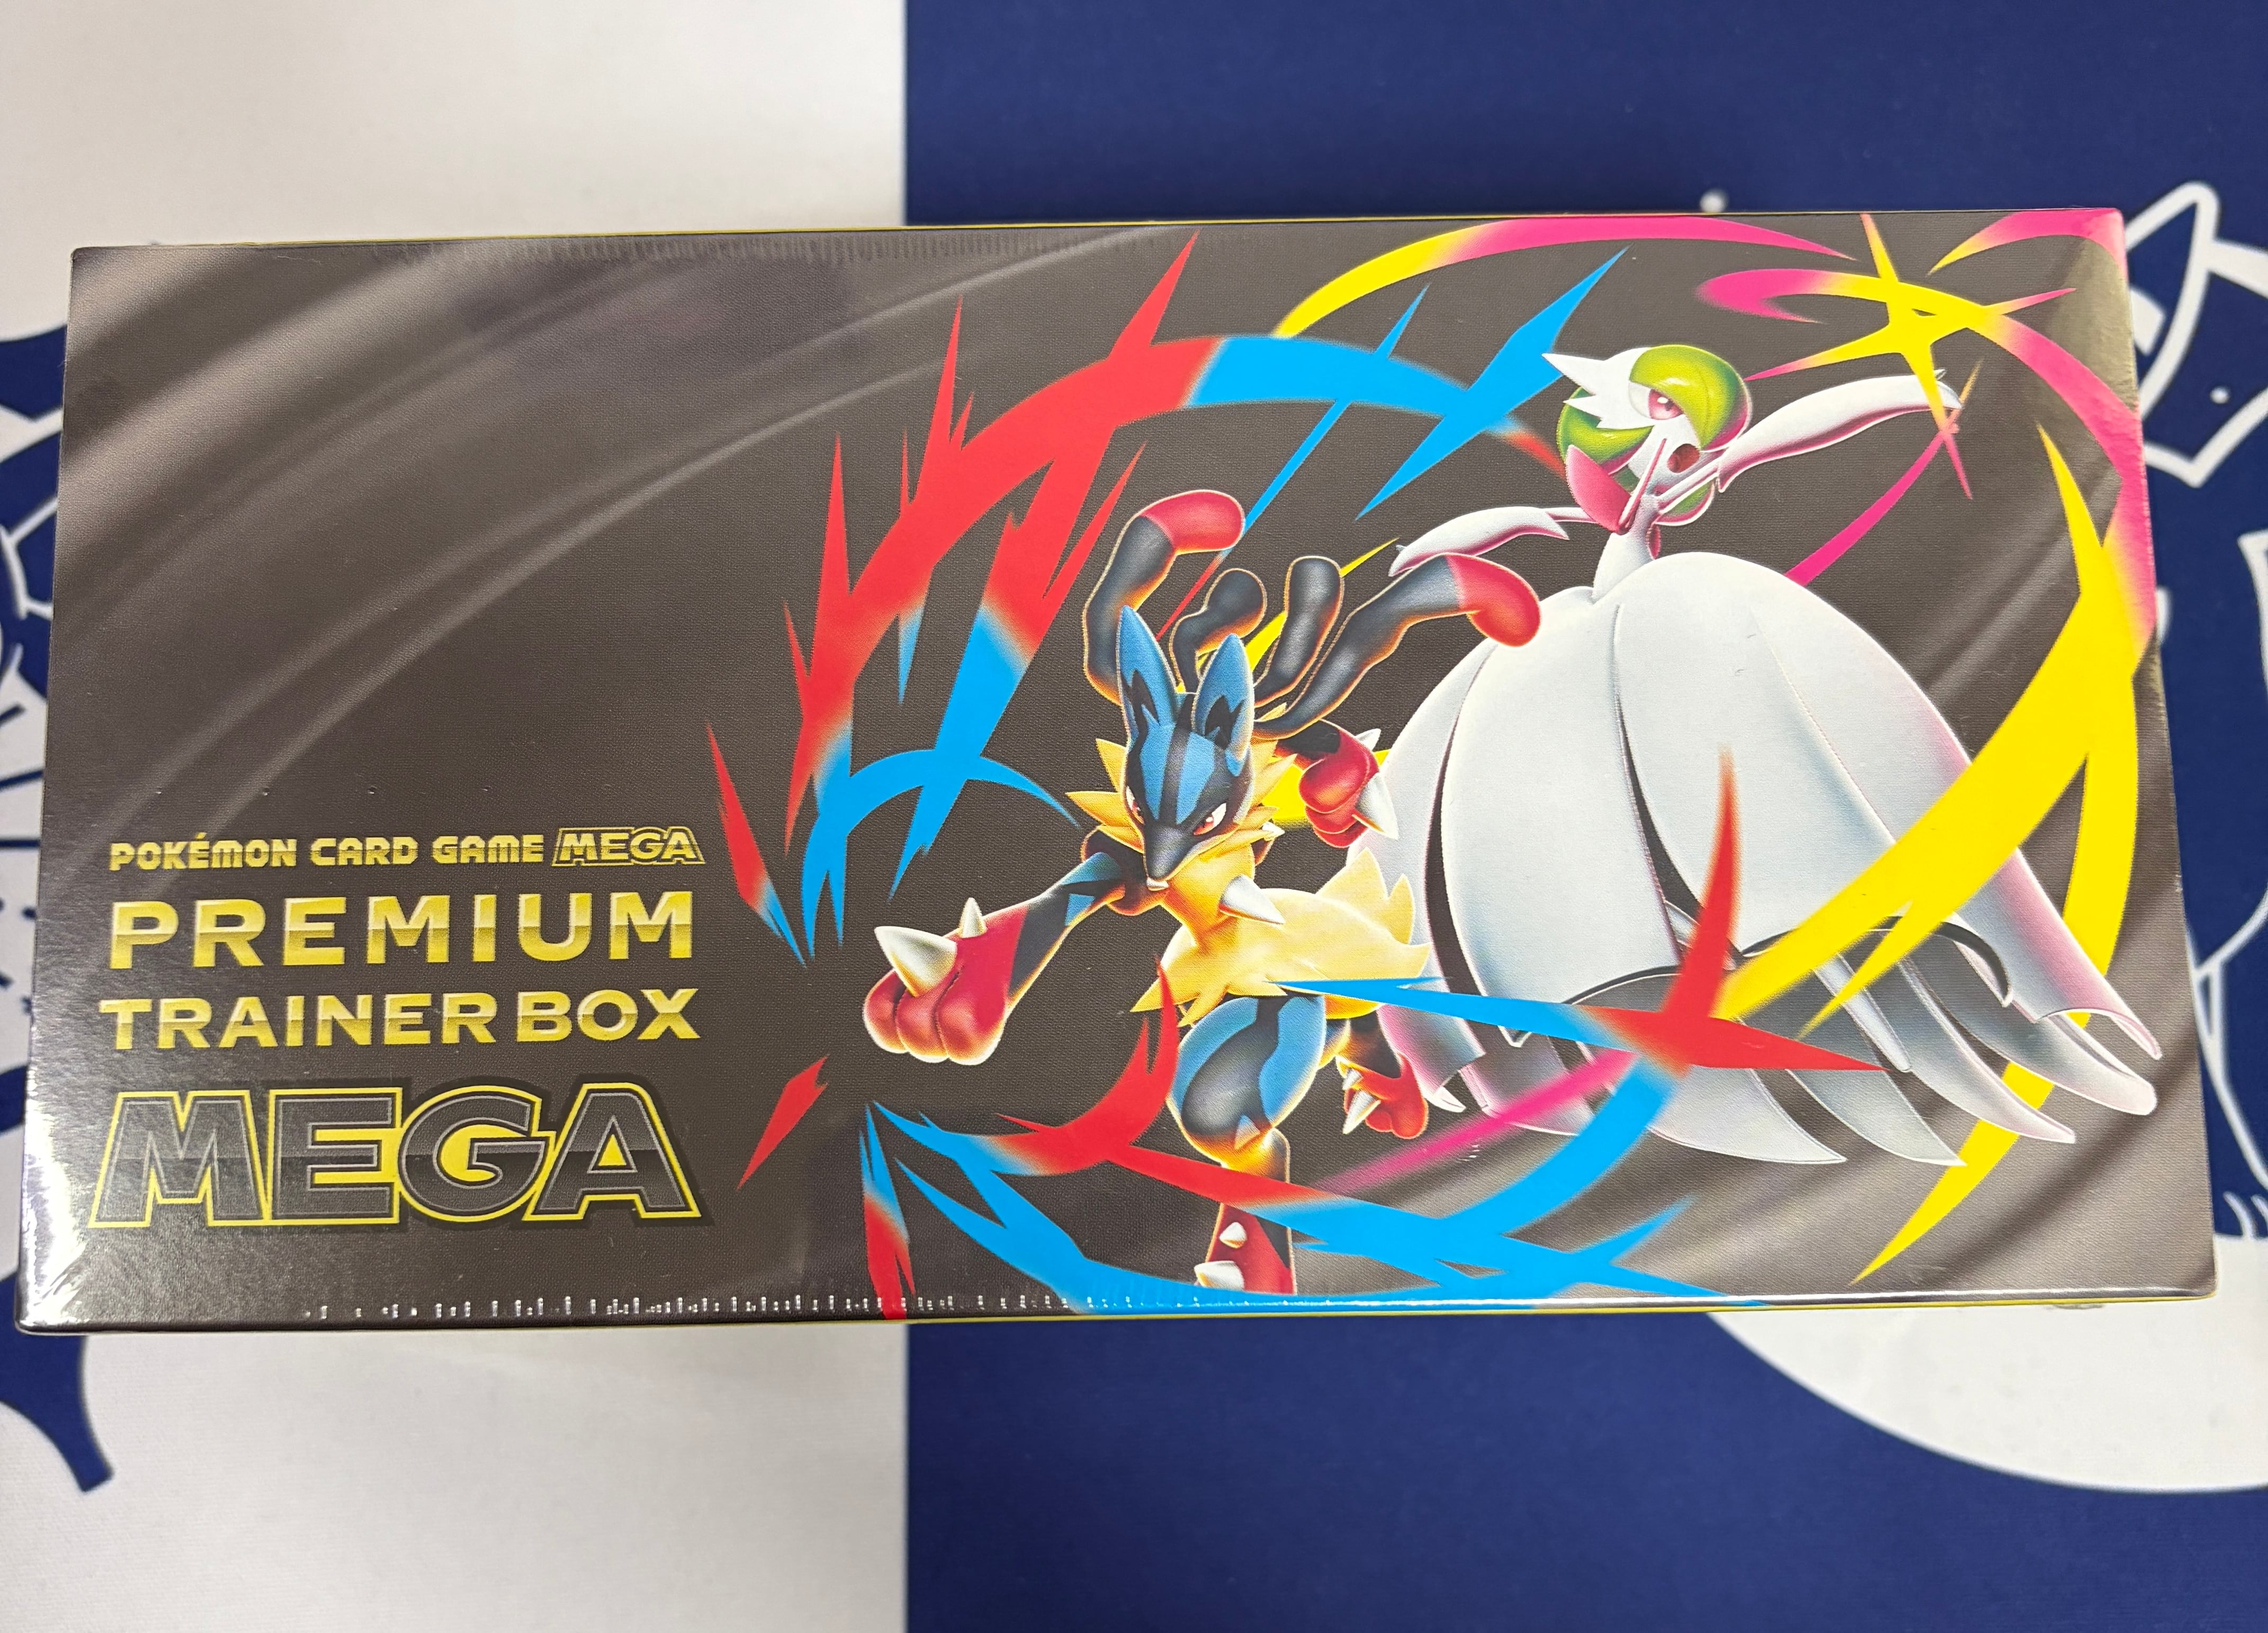 POKÉMON CARD GAME MEGA
PREMIUM
TRAINER BOX
MEGA